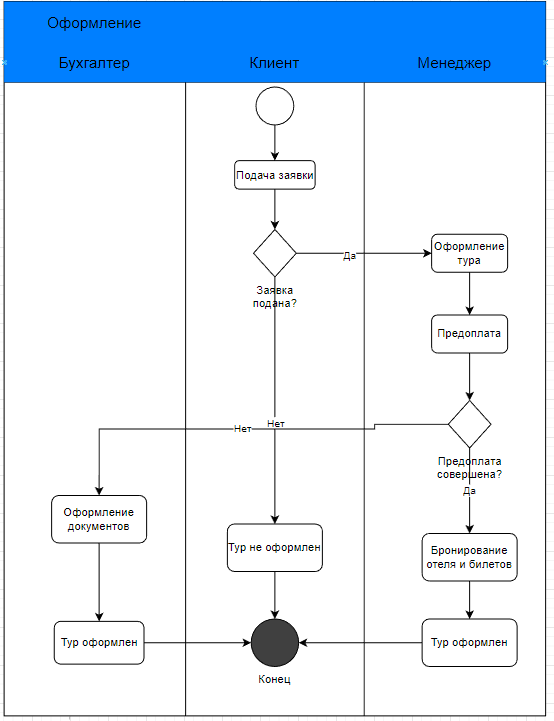 Оформление
Бухгалтер
Клиент
Менеджер
Подача заявки
Да
Оформление
тура
Заявка
подана?
Предоплата
Нет
Нет
Предоплата
совершена?
Да
Оформление
документов
Тур не оформлен
Бронирование
отеля и билетов
Тур оформлен
Тур оформлен
Конец